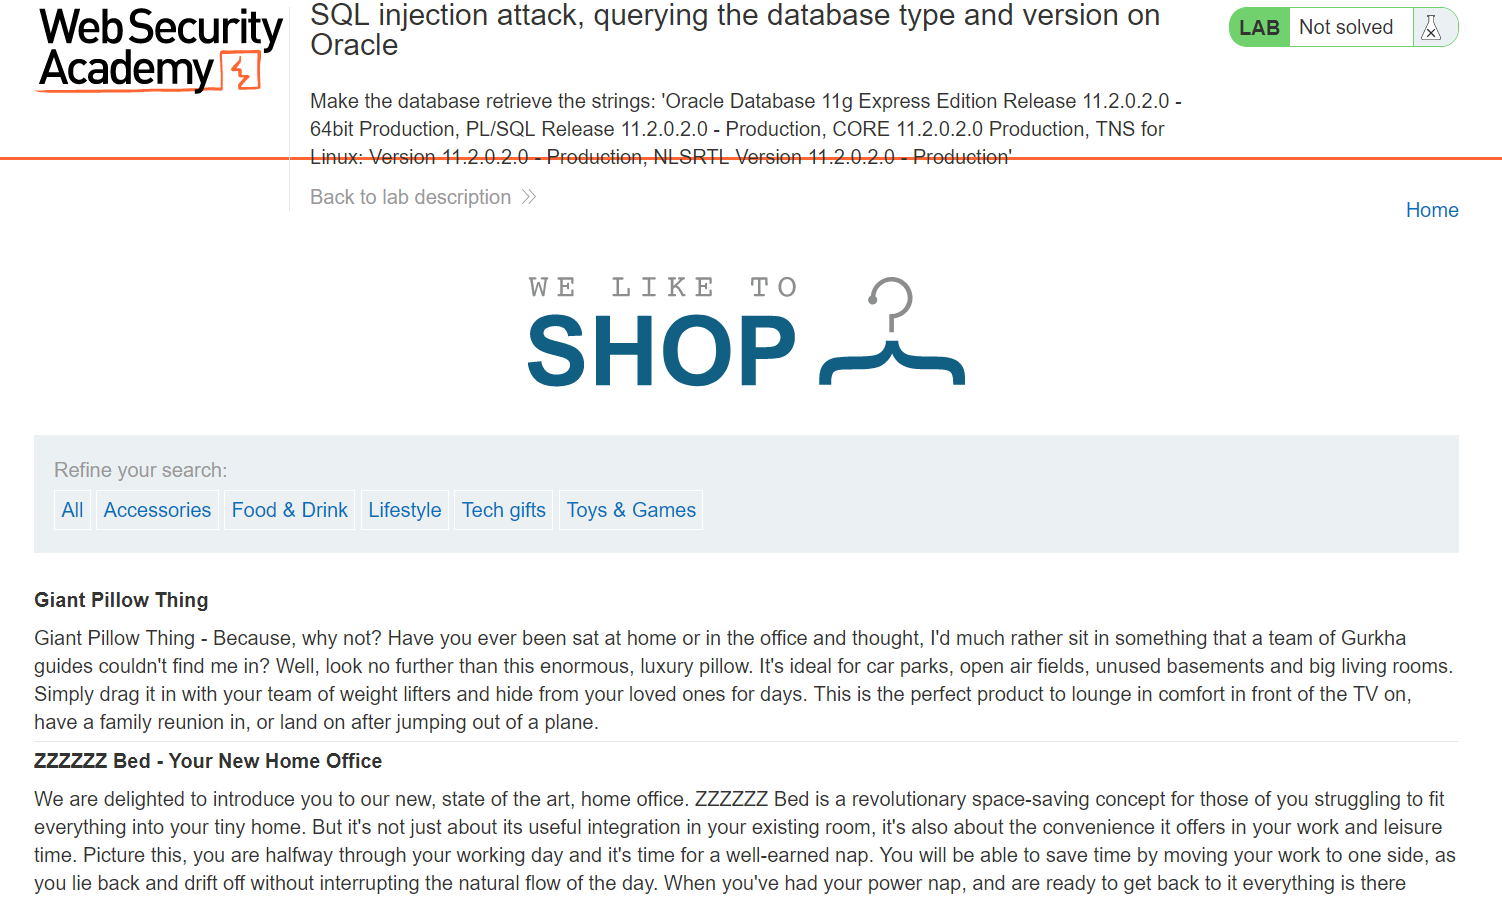 Web Security
Academy
SQL injection attack, querying the database type and version on
Oracle
LAB Not solved
Make the database retrieve the strings: 'Oracle Database 11g Express Edition Release 11.2.0.2.0 -
64bit Production, PL/SQL Release 11.2.0.2.0 - Production, CORE 11.2.0.2.0 Production, TNS for
Linux: Version 11.2.0.2.0 - Production, NLSRTL Version 11.2.0.2.0 - Production'
Back to lab description
Home
WE LIKE TO
SHOP
Refine your search:
All Accessories Food & Drink Lifestyle Tech gifts Toys & Games
Giant Pillow Thing
Giant Pillow Thing - Because, why not? Have you ever been sat at home or in the office and thought, I'd much rather sit in something that a team of Gurkha
guides couldn't find me in? Well, look no further than this enormous, luxury pillow. It's ideal for car parks, open air fields, unused basements and big living rooms.
Simply drag it in with your team of weight lifters and hide from your loved ones for days. This is the perfect product to lounge in comfort in front of the TV on,
have a family reunion in, or land on after jumping out of a plane.
ZZZZZZ Bed - Your New Home Office
We are delighted to introduce you to our new, state of the art, home office. ZZZZZZ Bed is a revolutionary space-saving concept for those of you struggling to fit
everything into your tiny home. But it's not just about its useful integration in your existing room, it's also about the convenience it offers in your work and leisure
time. Picture this, you are halfway through your working day and it's time for a well-earned nap. You will be able to save time by moving your work to one side, as
you lie back and drift off without interrupting the natural flow of the day. When you've had your power nap, and are ready to get back to it everything is there